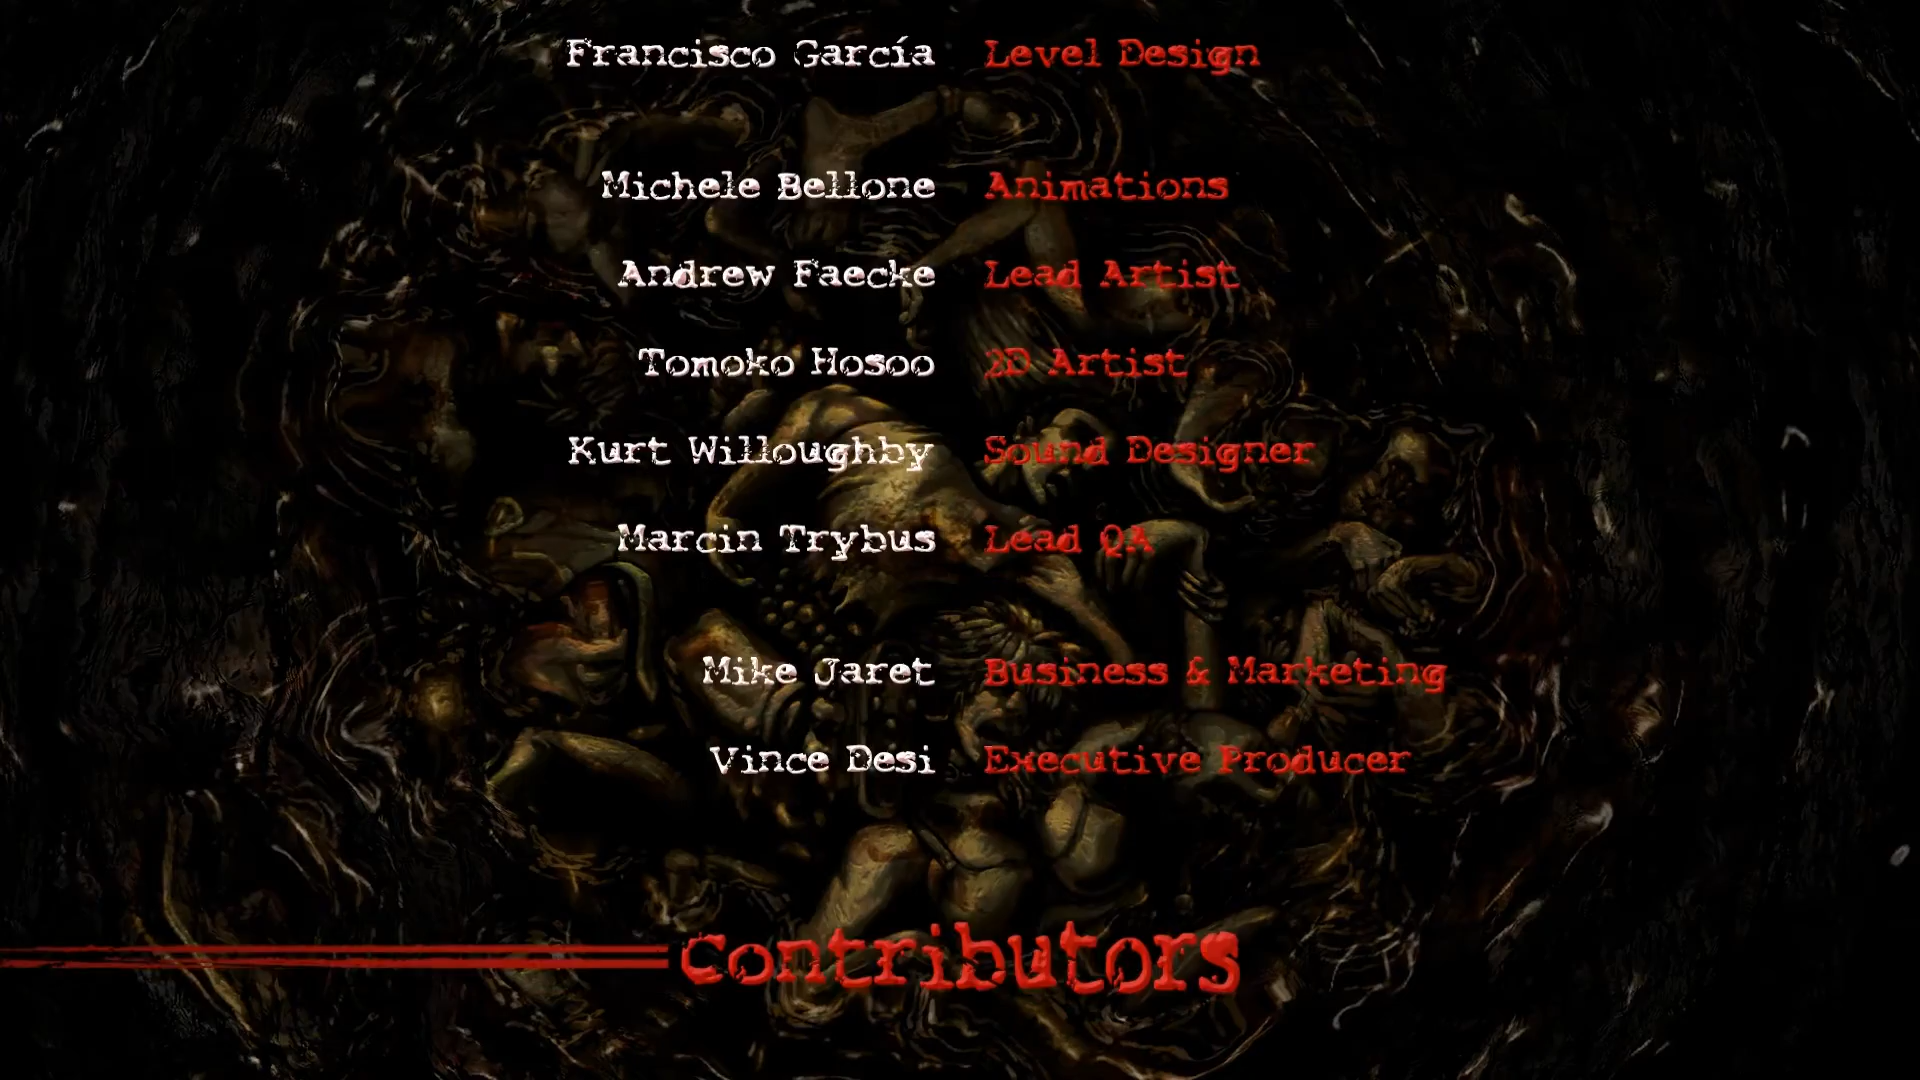 Francisco García Level Design
Michele Bellone Animations
Andrew Faecke Lead Artist
Tomoko Hosoo 2D Artist
Kurt Willoughby Sound Designer
Marcin Trybus Lead QA
Mike Jaret Business & Marketing
Vince Desi Executive Producer
Contributors